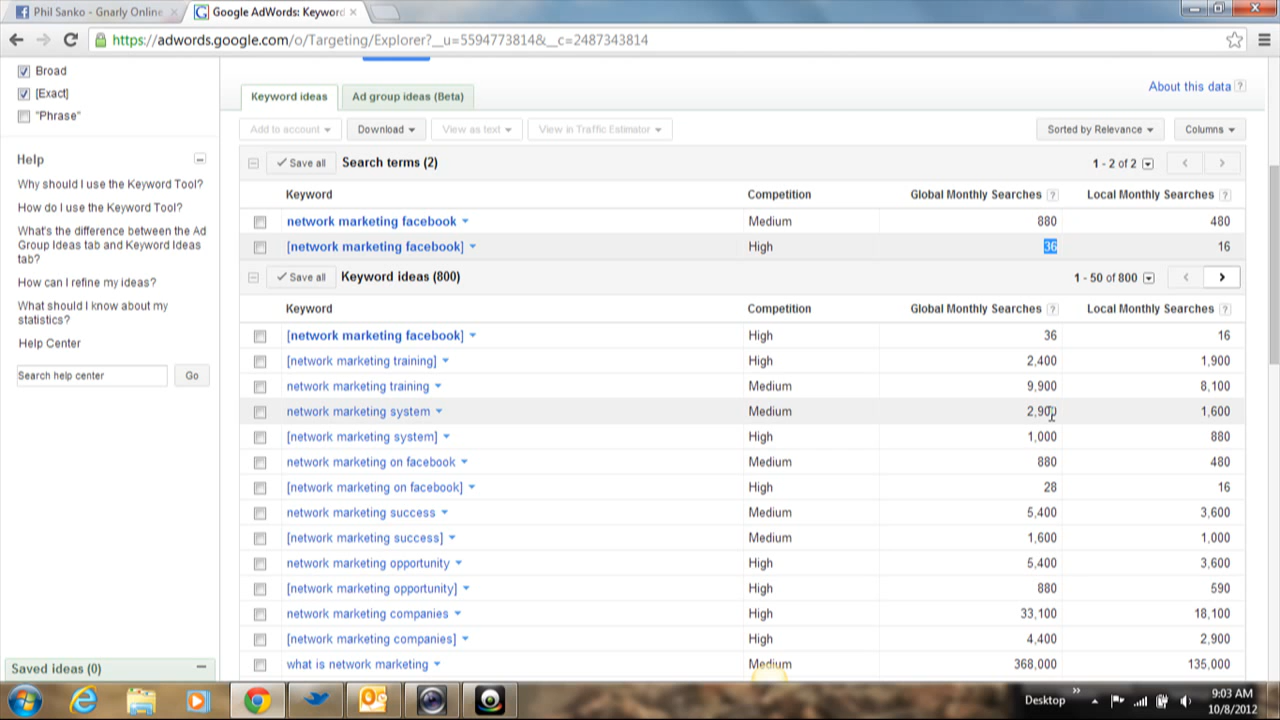 Phil Sanko - Gnarly Online
Google AdWords: Keyword
https://adwords.google.com/o/Targeting/Explorer?__u=5594773814&__c=2487343814
Broad
[Exact]
"Phrase"
Help
Why should I use the Keyword Tool?
How do I use the Keyword Tool?
What's the difference between the Ad
Group Ideas tab and Keyword Ideas
tab?
How can I refine my ideas?
What should I know about my
statistics?
Help Center
Search help center
Go
Saved ideas (0)
About this data ?
Keyword ideas
Ad group ideas (Beta)
Add to account
Download
View as text
View in Traffic Estimator
Sorted by Relevance
Columns
Save all Search terms (2) 1 - 2 of 2
Keyword Competition Global Monthly Searches ? Local Monthly Searches ?
network marketing facebook Medium 880 480
[network marketing facebook] High 36 16
Save all Keyword ideas (800) 1 - 50 of 800
Keyword Competition Global Monthly Searches ? Local Monthly Searches ?
[network marketing facebook] High 36 16
[network marketing training] High 2,400 1,900
network marketing training Medium 9,900 8,100
network marketing system Medium 2,900 1,600
[network marketing system] High 1,000 880
network marketing on facebook Medium 880 480
[network marketing on facebook] High 28 16
network marketing success Medium 5,400 3,600
[network marketing success] Medium 1,600 1,000
network marketing opportunity High 5,400 3,600
[network marketing opportunity] High 880 590
network marketing companies High 33,100 18,100
[network marketing companies] High 4,400 2,900
what is network marketing Medium 368,000 135,000
Desktop
9:03 AM
10/8/2012